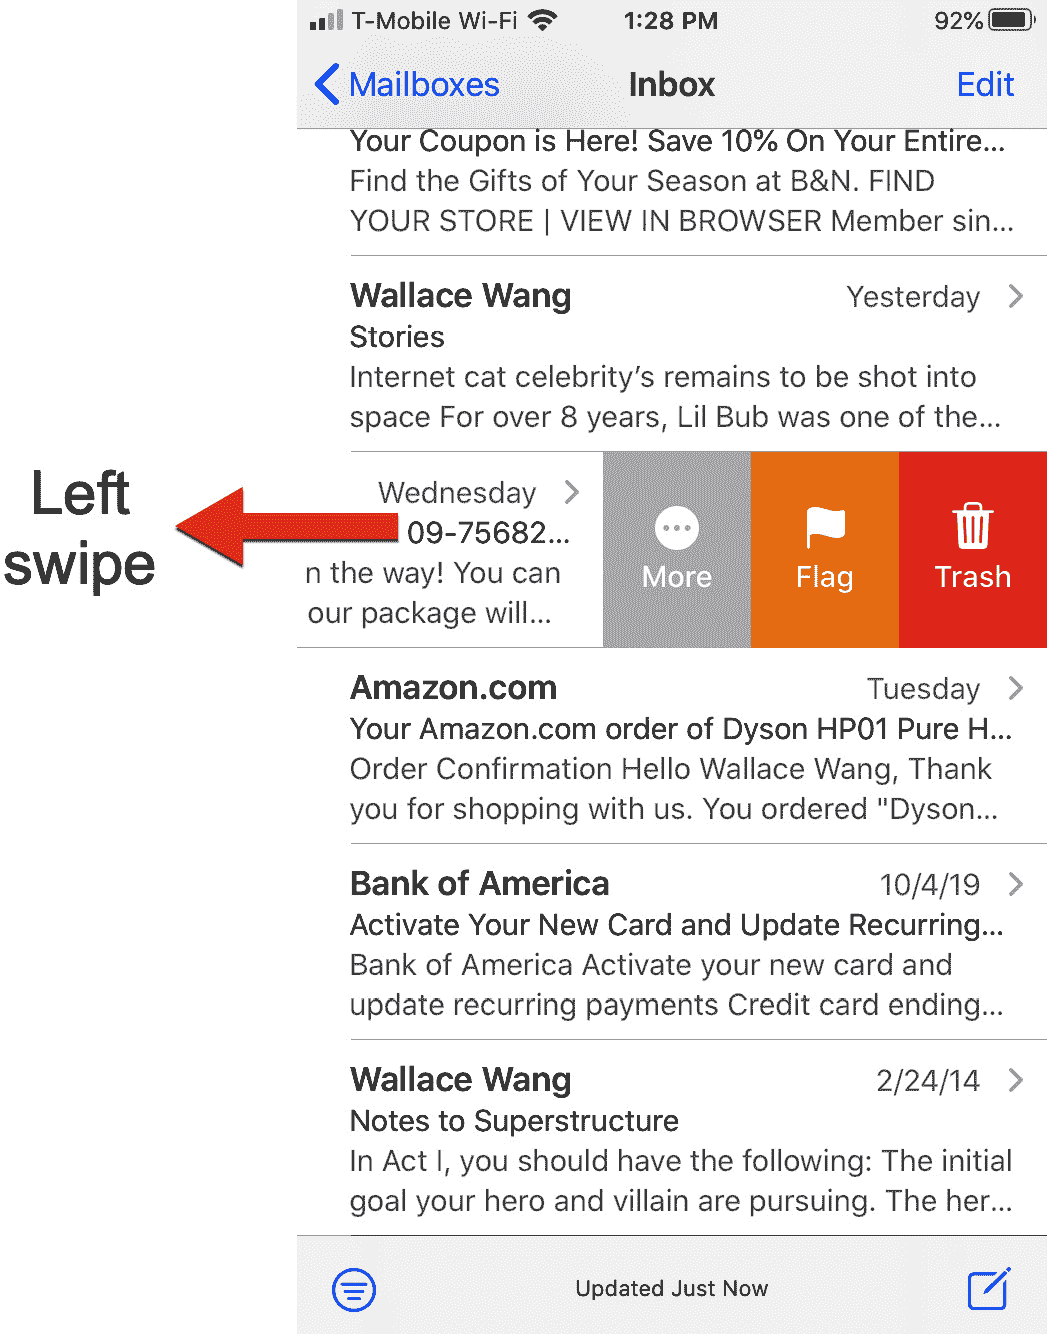 T-Mobile Wi-Fi 1:28 PM 92%
Mailboxes Inbox Edit
Your Coupon is Here! Save 10% On Your Entire...
Find the Gifts of Your Season at B&N. FIND
YOUR STORE | VIEW IN BROWSER Member sin...
Wallace Wang Yesterday
Stories
Internet cat celebrity's remains to be shot into
space For over 8 years, Lil Bub was one of the...
Left
swipe
Wednesday
09-75682...
n the way! You can
our package will...
More Flag Trash
Amazon.com Tuesday
Your Amazon.com order of Dyson HP01 Pure H...
Order Confirmation Hello Wallace Wang, Thank
you for shopping with us. You ordered "Dyson...
Bank of America 10/4/19
Activate Your New Card and Update Recurring...
Bank of America Activate your new card and
update recurring payments Credit card ending...
Wallace Wang 2/24/14
Notes to Superstructure
In Act I, you should have the following: The initial
goal your hero and villain are pursuing. The her...
Updated Just Now